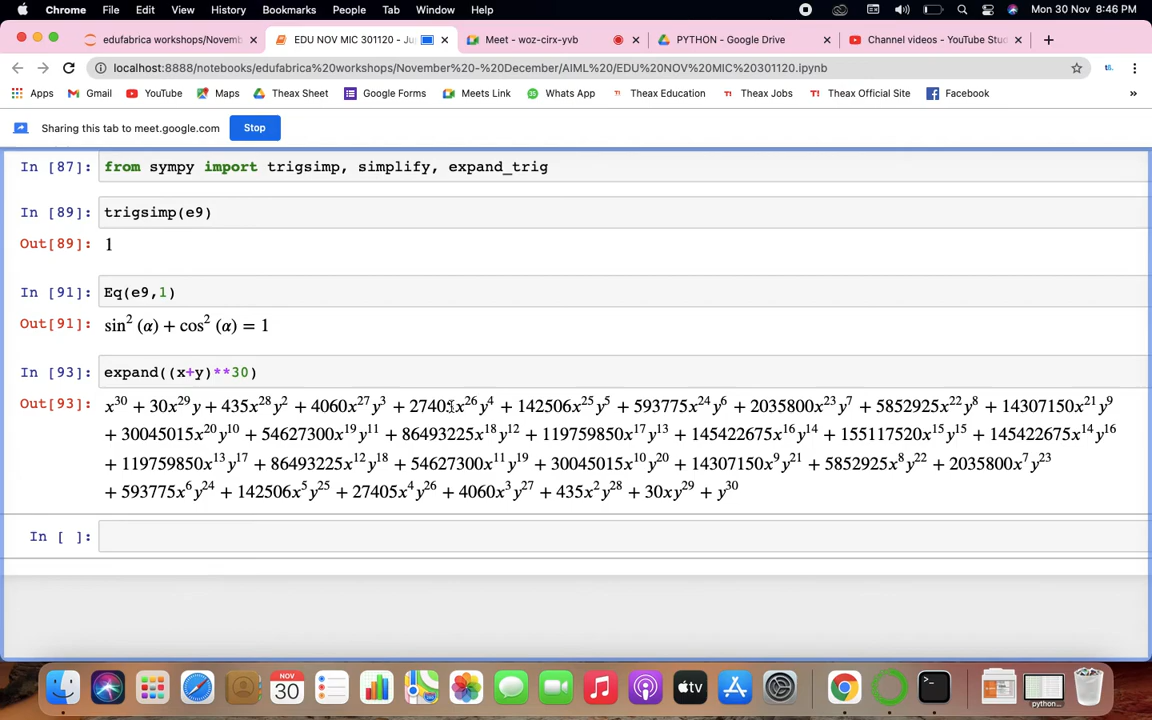 Chrome File Edit View History Bookmarks People Tab Window Help Mon 30 Nov 8:46 PM
edufabrica workshops/Novemb EDU NOV MIC 301120 - Ju Meet - woz-cirx-yvb PYTHON - Google Drive Channel videos - YouTube Stud
localhost:8888/notebooks/edufabrica%20workshops/November%20-%20December/AIML%20/EDU%20NOV%20MIC%20301120.ipynb
Apps Gmail YouTube Maps Theax Sheet Google Forms Meets Link Whats App Theax Education Theax Jobs Theax Official Site Facebook »
Sharing this tab to meet.google.com Stop
In [87]: from sympy import trigsimp, simplify, expand_trig
In [89]: trigsimp(e9)
Out[89]: 1
In [91]: Eq(e9,1)
Out[91]: sin² (α) + cos² (α) = 1
In [93]: expand((x+y)**30)
Out[93]: x³⁰ + 30x²⁹y + 435x²⁸y² + 4060x²⁷y³ + 27405x²⁶y⁴ + 142506x²⁵y⁵ + 593775x²⁴y⁶ + 2035800x²³y⁷ + 5852925x²²y⁸ + 14307150x²¹y⁹
+ 30045015x²⁰y¹⁰ + 54627300x¹⁹y¹¹ + 86493225x¹⁸y¹² + 119759850x¹⁷y¹³ + 145422675x¹⁶y¹⁴ + 155117520x¹⁵y¹⁵ + 145422675x¹⁴y¹⁶
+ 119759850x¹³y¹⁷ + 86493225x¹²y¹⁸ + 54627300x¹¹y¹⁹ + 30045015x¹⁰y²⁰ + 14307150x⁹y²¹ + 5852925x⁸y²² + 2035800x⁷y²³
+ 593775x⁶y²⁴ + 142506x⁵y²⁵ + 27405x⁴y²⁶ + 4060x³y²⁷ + 435x²y²⁸ + 30xy²⁹ + y³⁰
In [ ]:
NOV
30
tv
python...